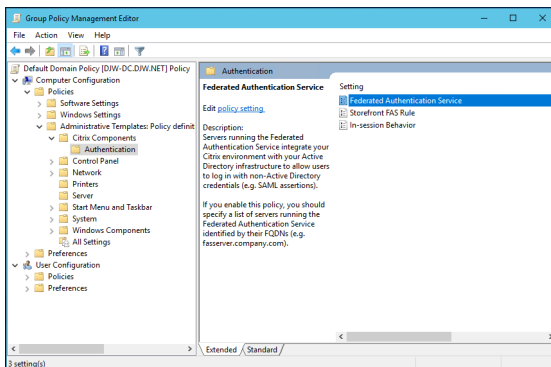 Group Policy Management Editor
File Action View Help
Default Domain Policy [DJW-DC.DJW.NET] Policy
Computer Configuration
Policies
Software Settings
Windows Settings
Administrative Templates: Policy definit
Citrix Components
Authentication
Control Panel
Network
Printers
Server
Start Menu and Taskbar
System
Windows Components
All Settings
Preferences
User Configuration
Policies
Preferences
Authentication
Federated Authentication Service
Edit policy setting
Description:
Servers running the Federated
Authentication Service integrate your
Citrix environment with your Active
Directory infrastructure to allow users
to log in with non-Active Directory
credentials (e.g. SAML assertions).
If you enable this policy, you should
specify a list of servers running the
Federated Authentication Service
identified by their FQDNs (e.g.
fasserver.company.com).
Setting
Federated Authentication Service
Storefront FAS Rule
In-session Behavior
Extended Standard
3 setting(s)